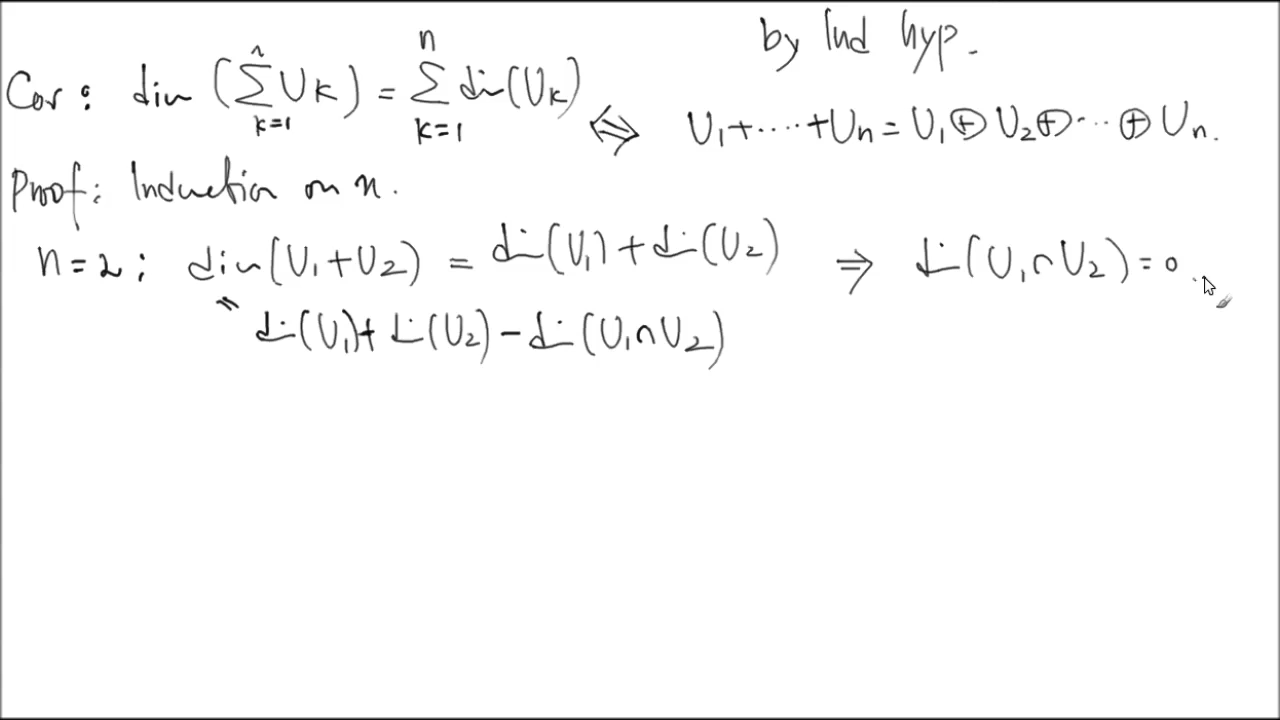 by Ind hyp.
Cor: dim (∑_{k=1}^{n} U_k) = ∑_{k=1}^{n} dim(U_k) ⇔ U_1+····+U_n = U_1 ⊕ U_2 ⊕ ··· ⊕ U_n.
Proof: Induction on n.
n=2: dim(U_1+U_2) = dim(U_1) + dim(U_2) ⇒ dim(U_1∩U_2) = 0.
= dim(U_1) + dim(U_2) − dim(U_1∩U_2)